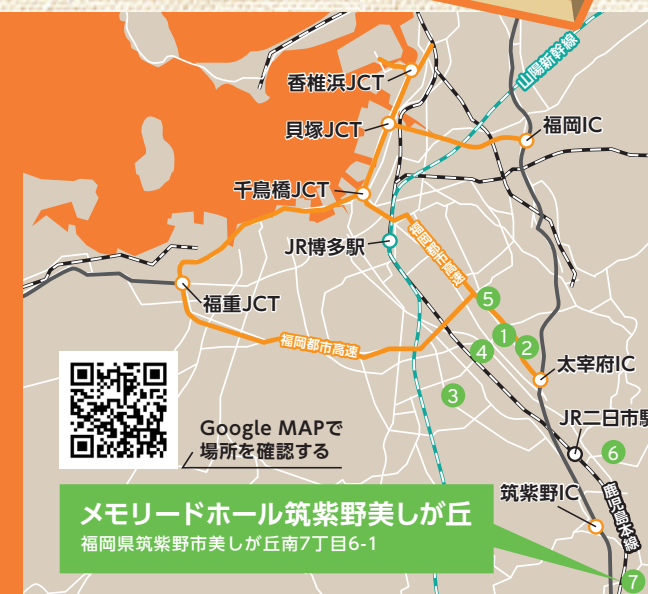 山陽新幹線
香椎浜JCT
貝塚JCT
福岡IC
千鳥橋JCT
福岡都市高速
JR博多駅
5
福重JCT
1
2
福岡都市高速
4
太宰府IC
3
JR二日市駅
Google MAPで
場所を確認する
6
筑紫野IC
鹿児島本線
メモリードホール筑紫野美しが丘
福岡県筑紫野市美しが丘南7丁目6-1
7